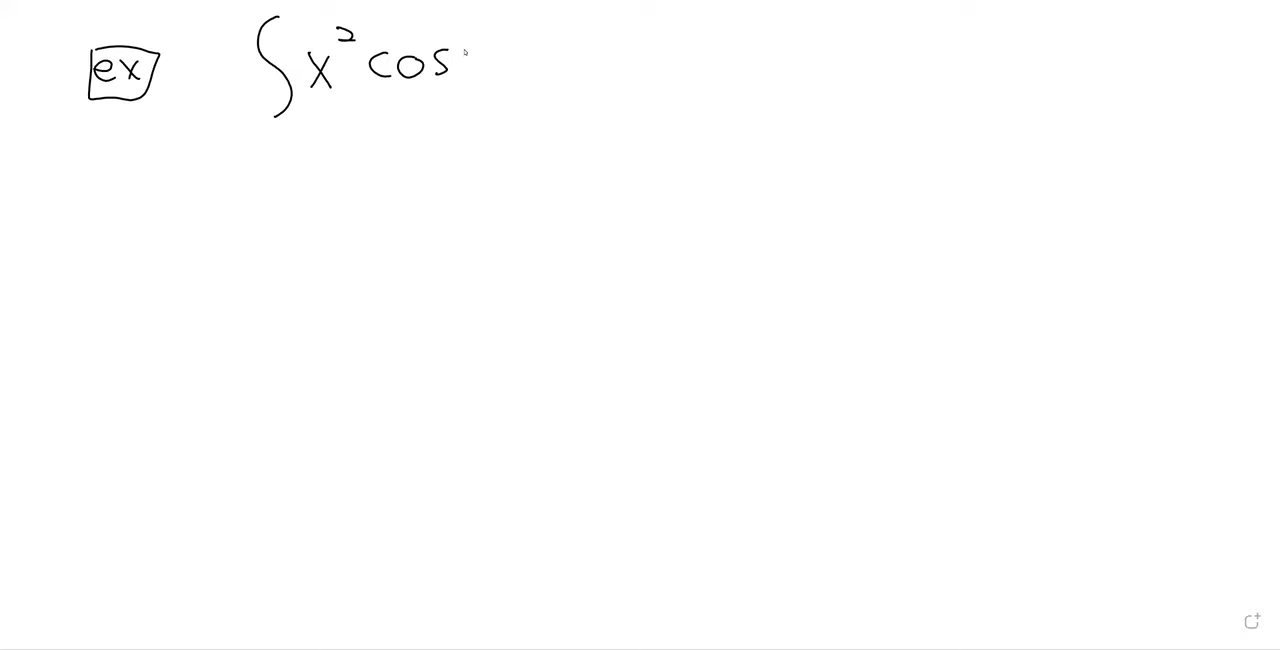 ex ∫ x² cos